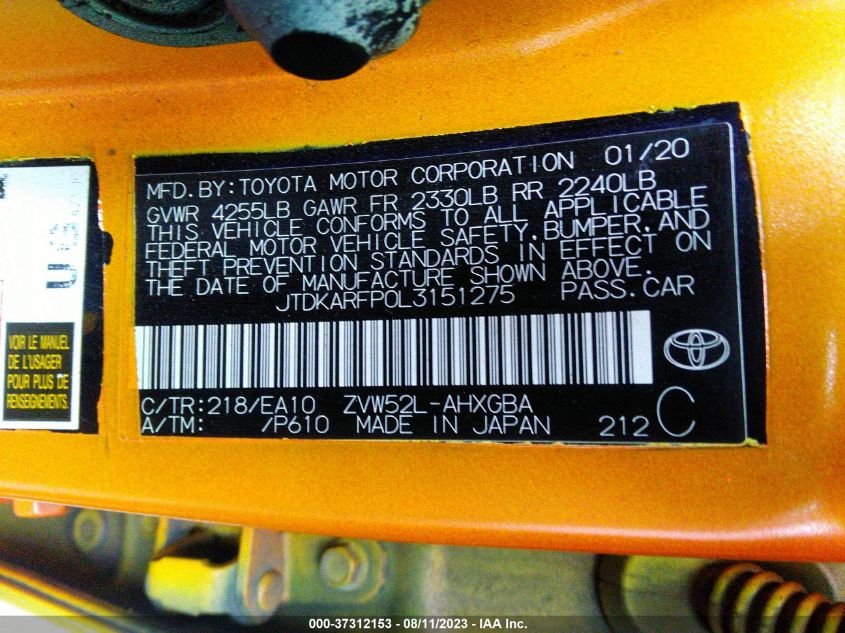 MFD. BY: TOYOTA MOTOR CORPORATION 01/20
GVWR 4255LB GAWR FR 2330LB RR 2240LB
THIS VEHICLE CONFORMS TO ALL APPLICABLE
FEDERAL MOTOR VEHICLE SAFETY, BUMPER, AND
THEFT PREVENTION STANDARDS IN EFFECT ON
THE DATE OF MANUFACTURE SHOWN ABOVE.
JTDKARFP0L3151275 PASS. CAR
C/TR: 218/EA10 ZVW52L-AHXGBA
A/TM: /P610 MADE IN JAPAN 212 C
VOIR LE MANUEL
DE L'USAGER
POUR PLUS DE
RENSEIGNEMENTS.
000-37312153 - 08/11/2023 - IAA Inc.